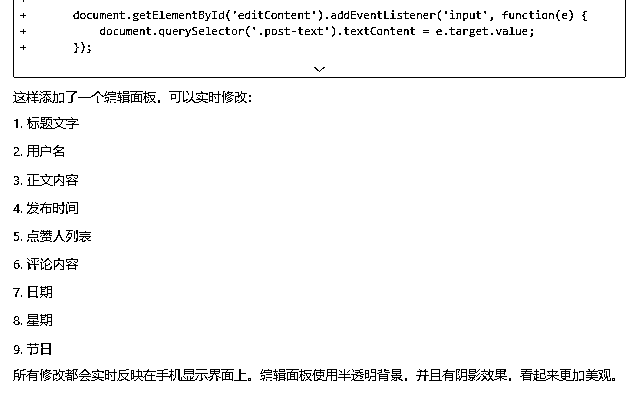 + document.getElementById('editContent').addEventListener('input', function(e) {
+ document.querySelector('.post-text').textContent = e.target.value;
+ });
这样添加了一个编辑面板，可以实时修改：
1. 标题文字
2. 用户名
3. 正文内容
4. 发布时间
5. 点赞人列表
6. 评论内容
7. 日期
8. 星期
9. 节日
所有修改都会实时反映在手机显示界面上。编辑面板使用半透明背景，并且有阴影效果，看起来更加美观。